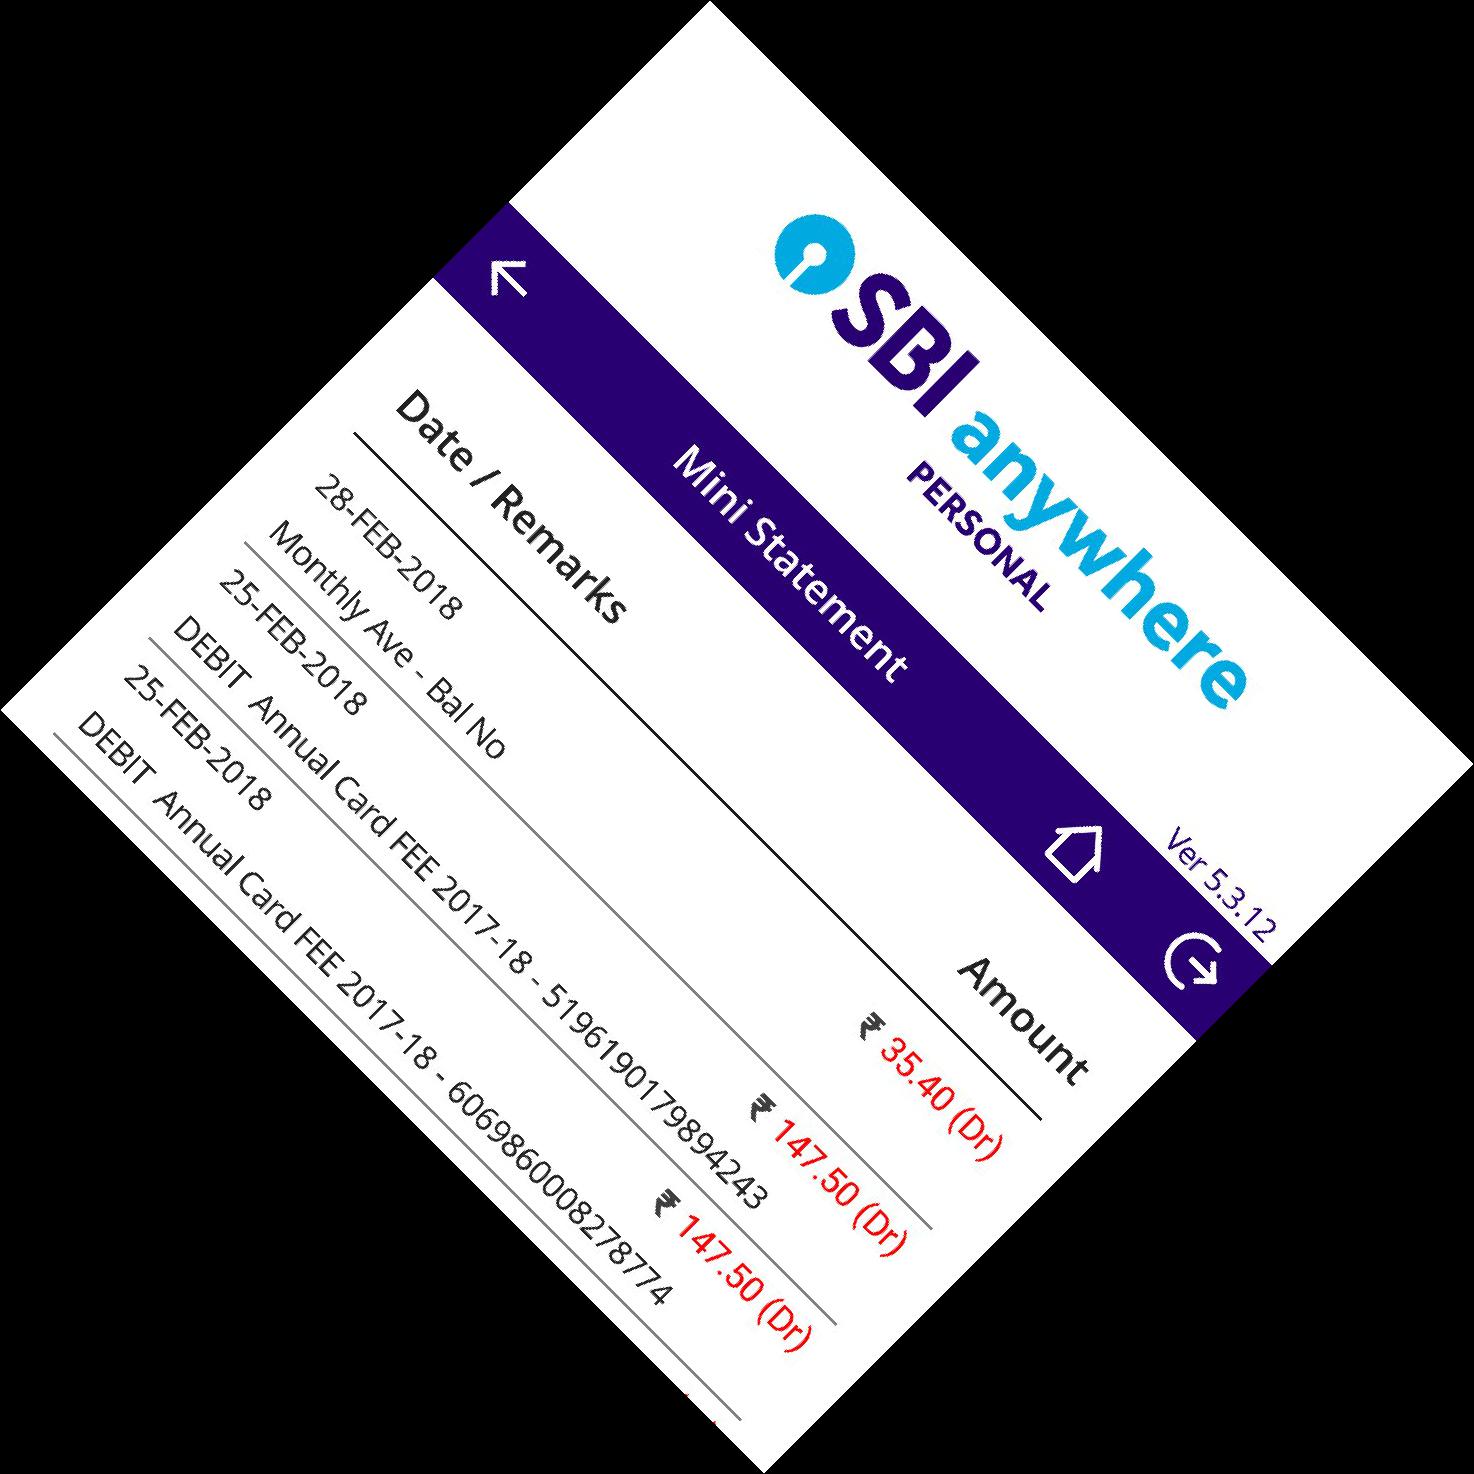 SBI anywhere
PERSONAL
Ver 5.3.12
Mini Statement
Date / Remarks Amount
28-FEB-2018 ₹ 35.40 (Dr)
Monthly Ave - Bal No
25-FEB-2018 ₹ 147.50 (Dr)
DEBIT Annual Card FEE 2017-18 - 5196190179894243
25-FEB-2018 ₹ 147.50 (Dr)
DEBIT Annual Card FEE 2017-18 - 6069860008278774